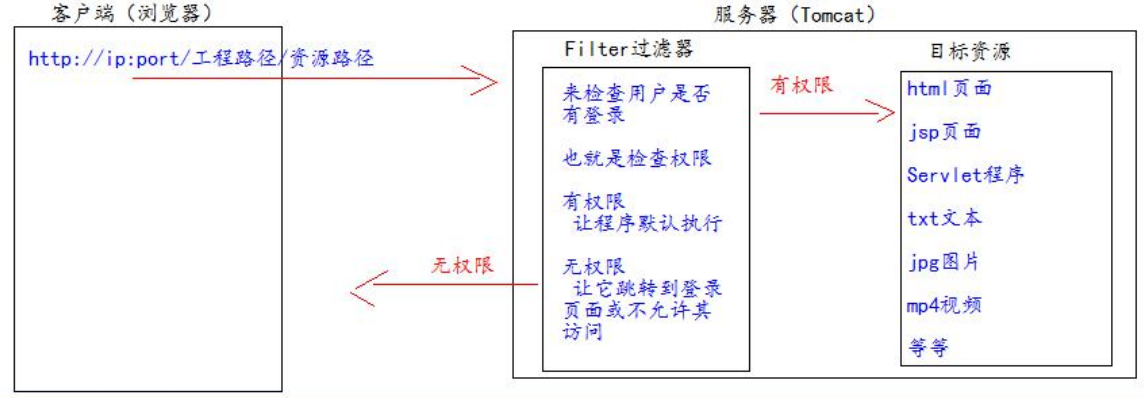 客户端（浏览器）
服务器（Tomcat）
http://ip:port/工程路径/资源路径
Filter过滤器
来检查用户是否
有登录
也就是检查权限
有权限
让程序默认执行
无权限
让它跳转到登录
页面或不允许其
访问
有权限
无权限
目标资源
html页面
jsp页面
Servlet程序
txt文本
jpg图片
mp4视频
等等